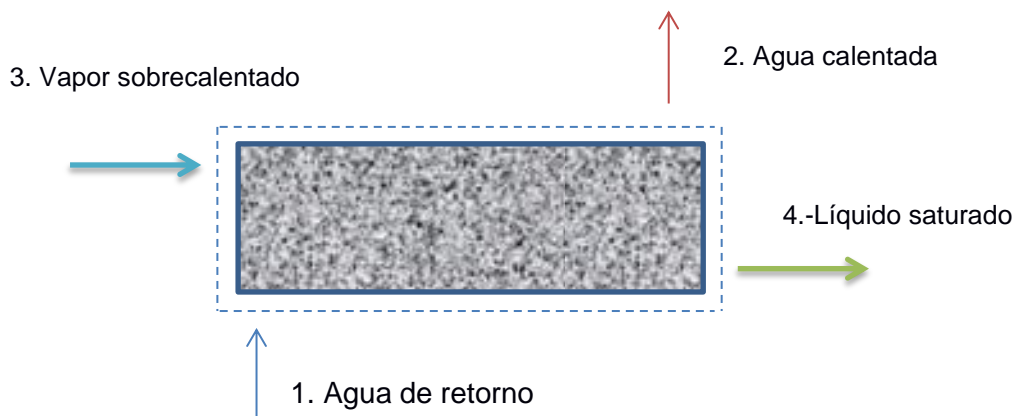 2. Agua calentada
3. Vapor sobrecalentado
4.-Líquido saturado
1. Agua de retorno